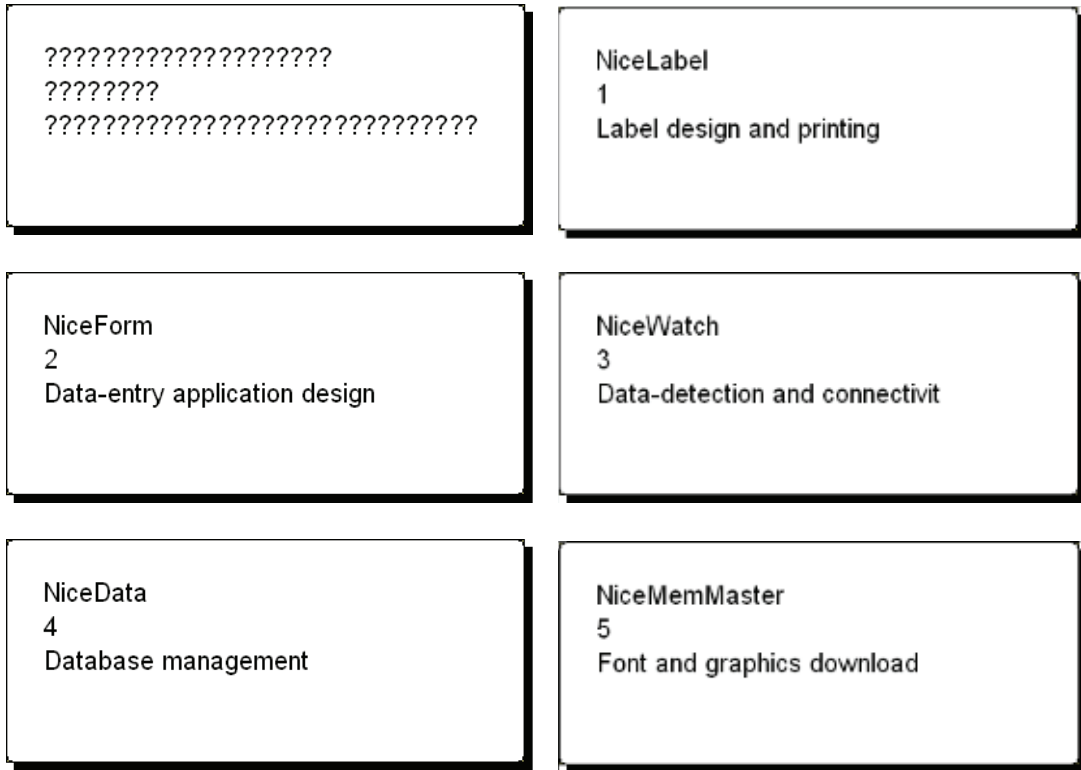 ????????????????????
????????
??????????????????????????????
NiceLabel
1
Label design and printing
NiceForm
2
Data-entry application design
NiceWatch
3
Data-detection and connectivit
NiceData
4
Database management
NiceMemMaster
5
Font and graphics download